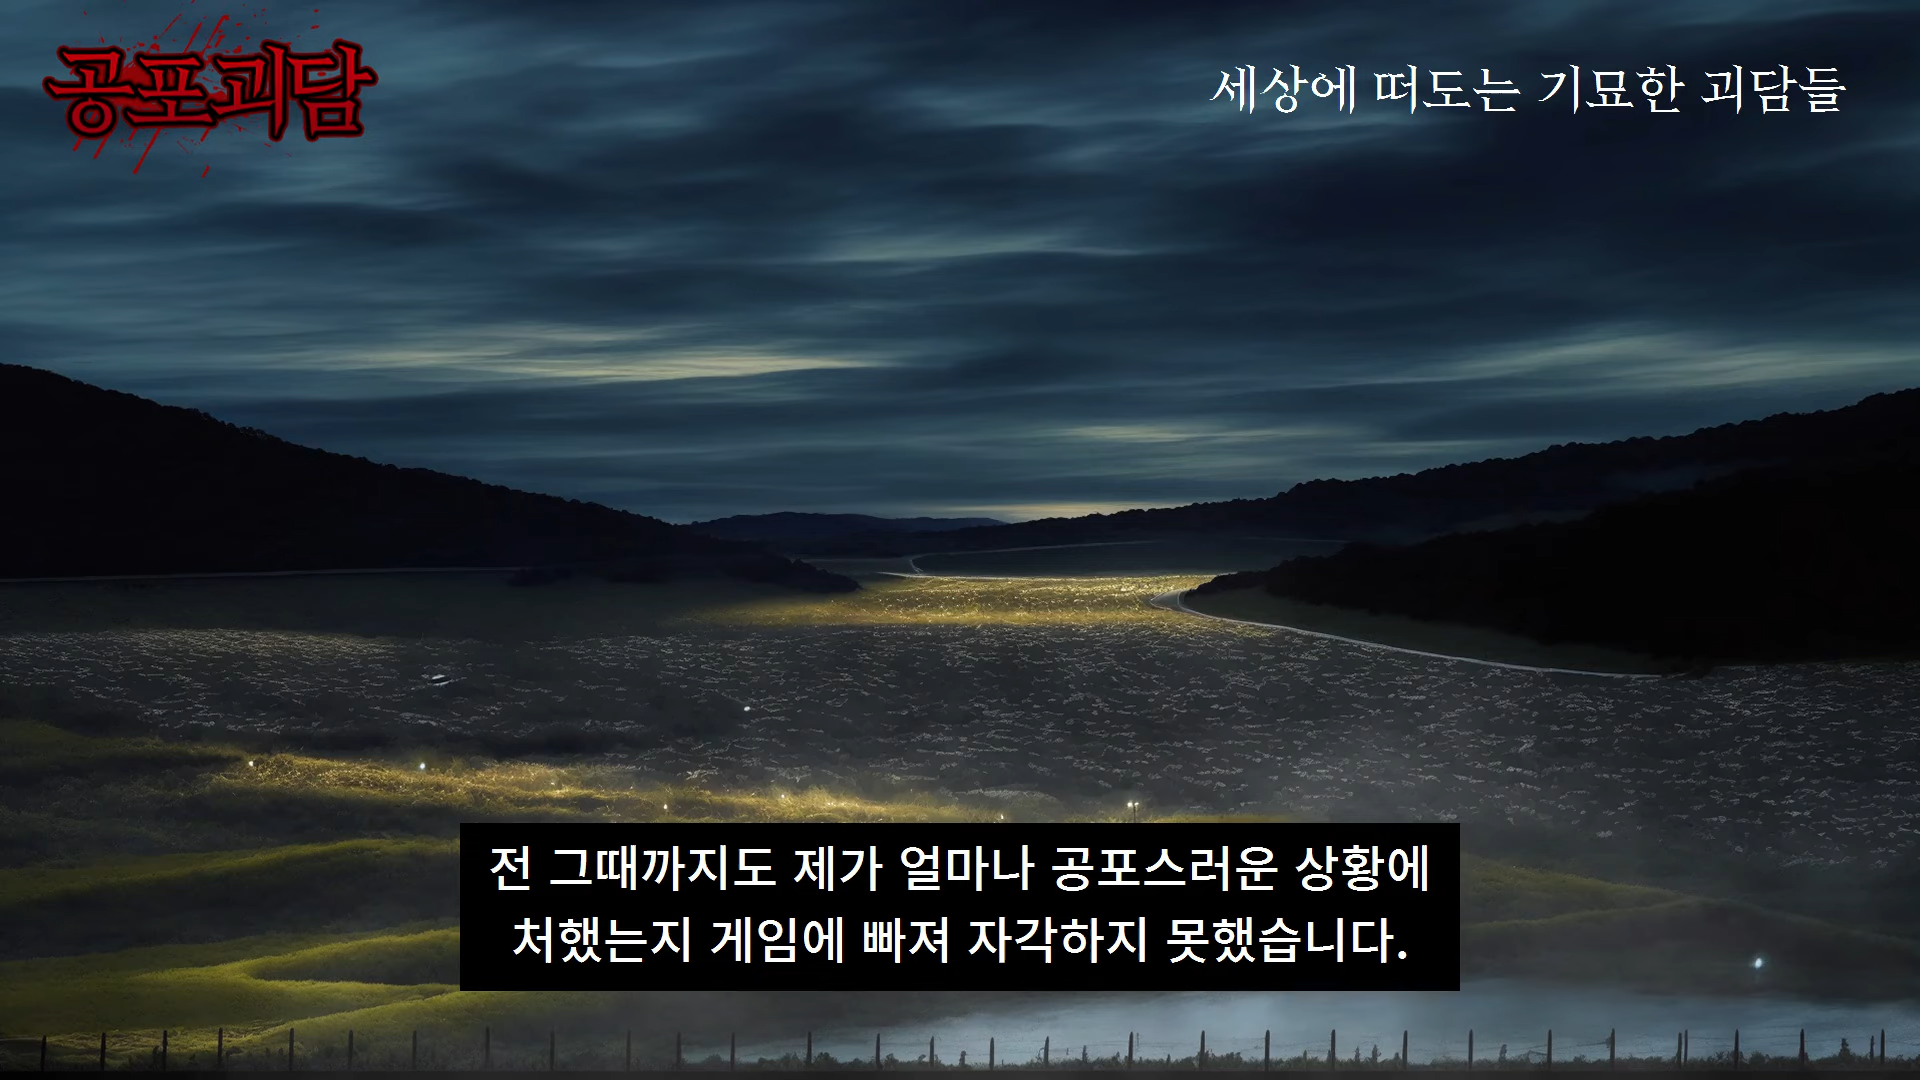 공포괴담
세상에 떠도는 기묘한 괴담들
전 그때까지도 제가 얼마나 공포스러운 상황에
처했는지 게임에 빠져 자각하지 못했습니다.